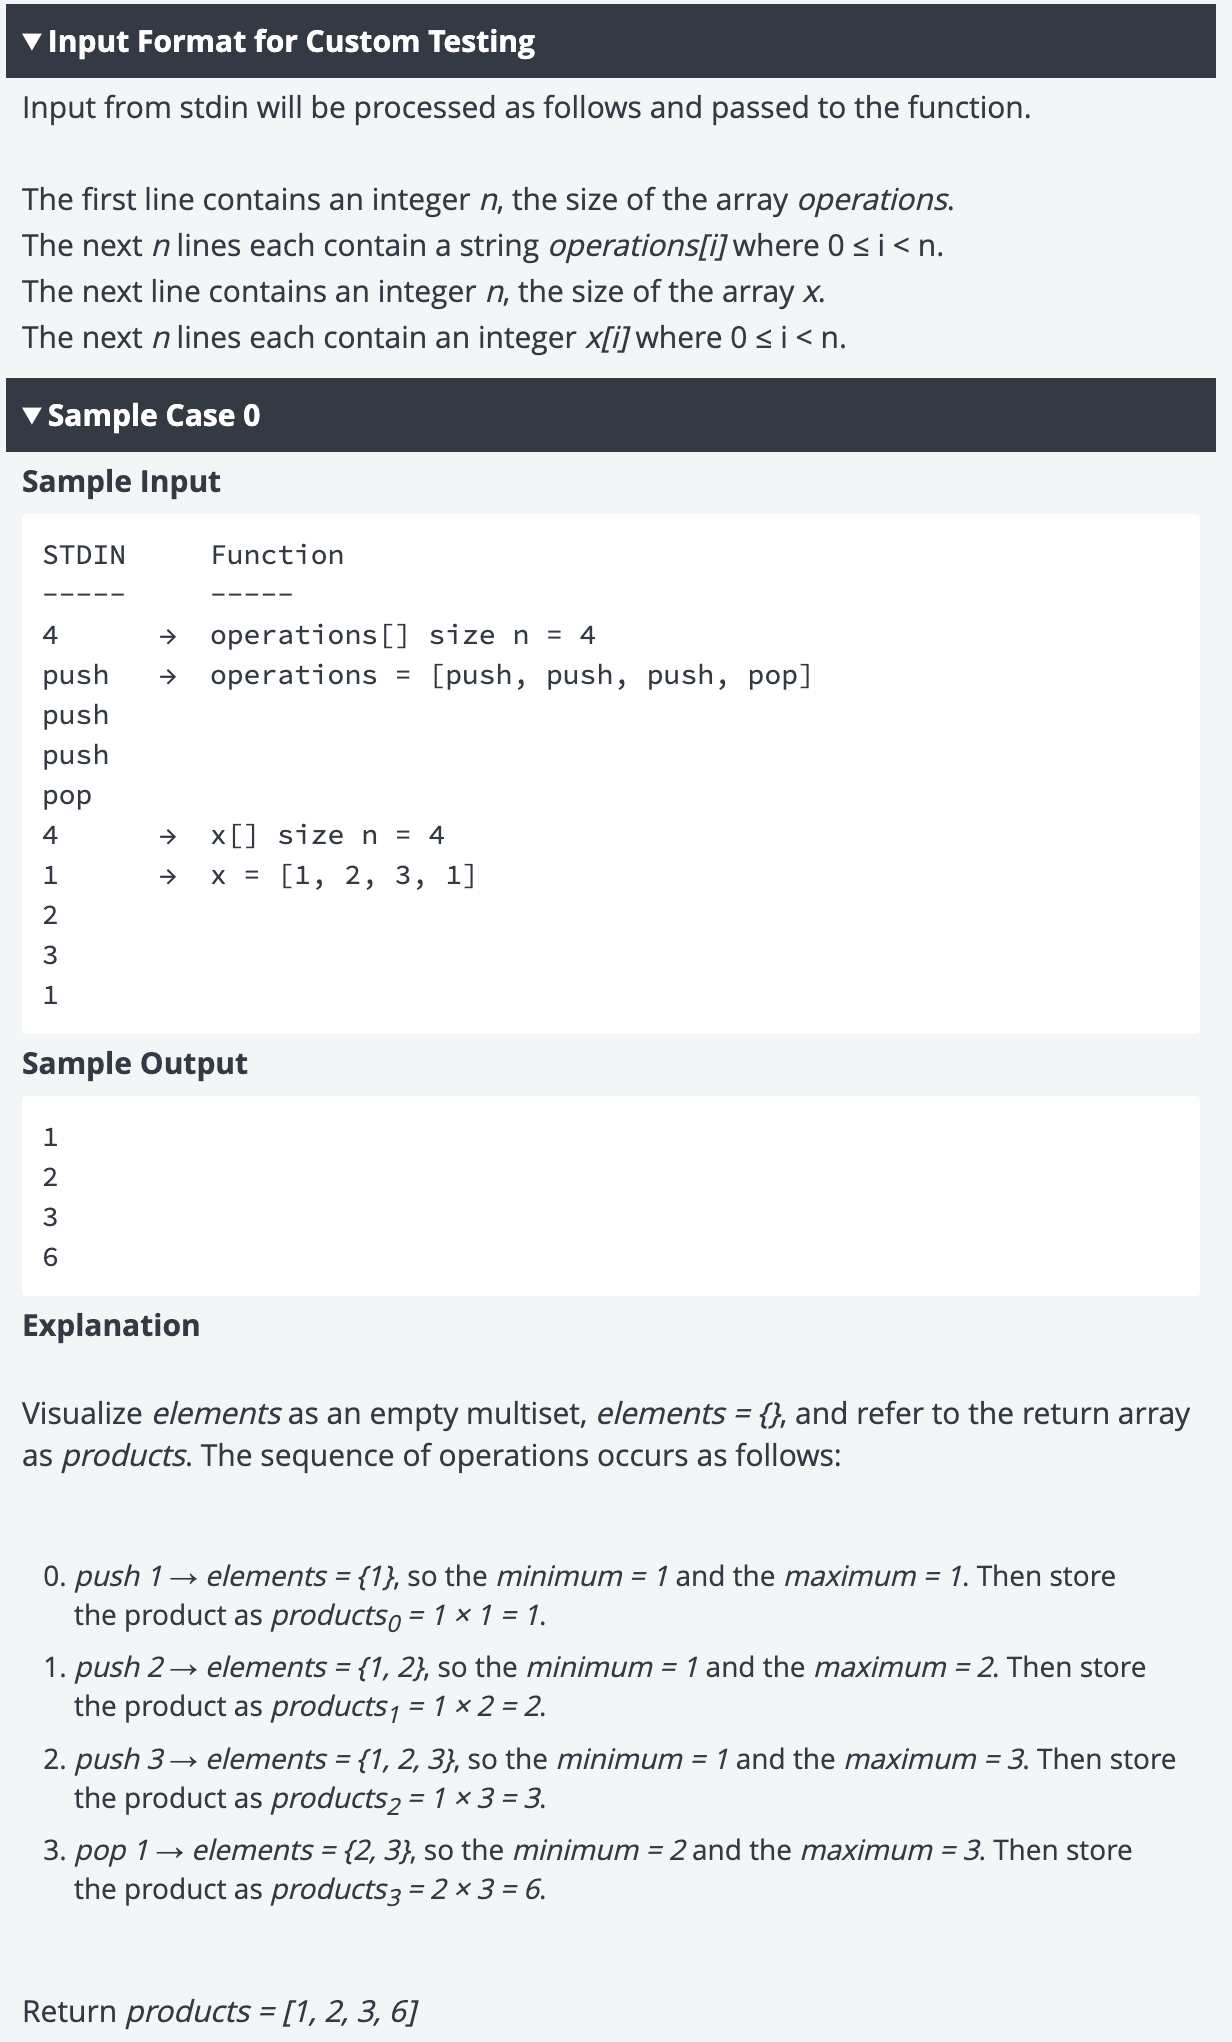 ▼ Input Format for Custom Testing
Input from stdin will be processed as follows and passed to the function.
The first line contains an integer n, the size of the array operations.
The next n lines each contain a string operations[i] where 0 ≤ i < n.
The next line contains an integer n, the size of the array x.
The next n lines each contain an integer x[i] where 0 ≤ i < n.
▼ Sample Case 0
Sample Input
STDIN Function
----- -----
4 → operations[] size n = 4
push → operations = [push, push, push, pop]
push
push
pop
4 → x[] size n = 4
1 → x = [1, 2, 3, 1]
2
3
1
Sample Output
1
2
3
6
Explanation
Visualize elements as an empty multiset, elements = {}, and refer to the return array
as products. The sequence of operations occurs as follows:
0. push 1 → elements = {1}, so the minimum = 1 and the maximum = 1. Then store
the product as products0 = 1 × 1 = 1.
1. push 2 → elements = {1, 2}, so the minimum = 1 and the maximum = 2. Then store
the product as products1 = 1 × 2 = 2.
2. push 3 → elements = {1, 2, 3}, so the minimum = 1 and the maximum = 3. Then store
the product as products2 = 1 × 3 = 3.
3. pop 1 → elements = {2, 3}, so the minimum = 2 and the maximum = 3. Then store
the product as products3 = 2 × 3 = 6.
Return products = [1, 2, 3, 6]